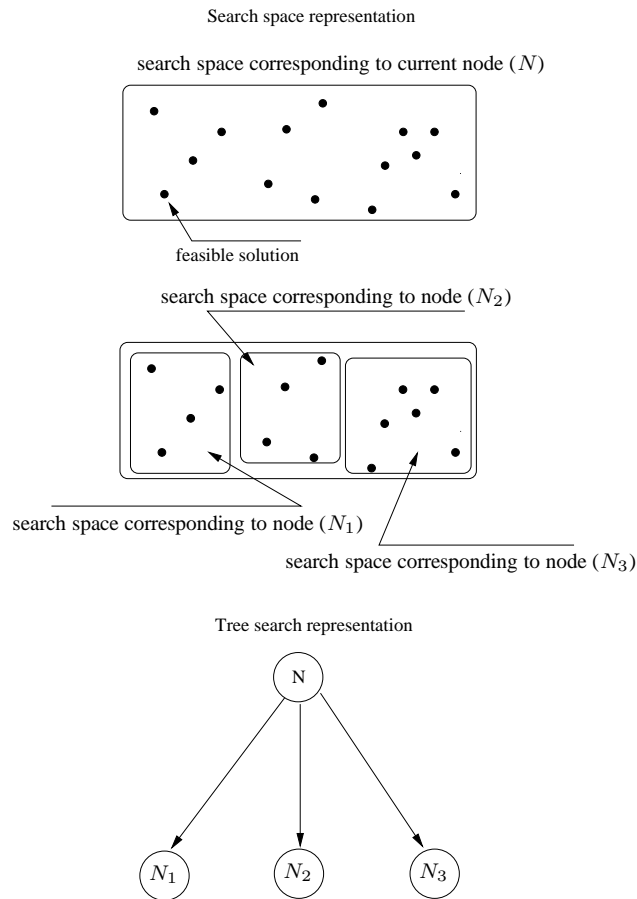 Search space representation
search space corresponding to current node (N)
feasible solution
search space corresponding to node (N₂)
search space corresponding to node (N₁)
search space corresponding to node (N₃)
Tree search representation
N
N₁ N₂ N₃